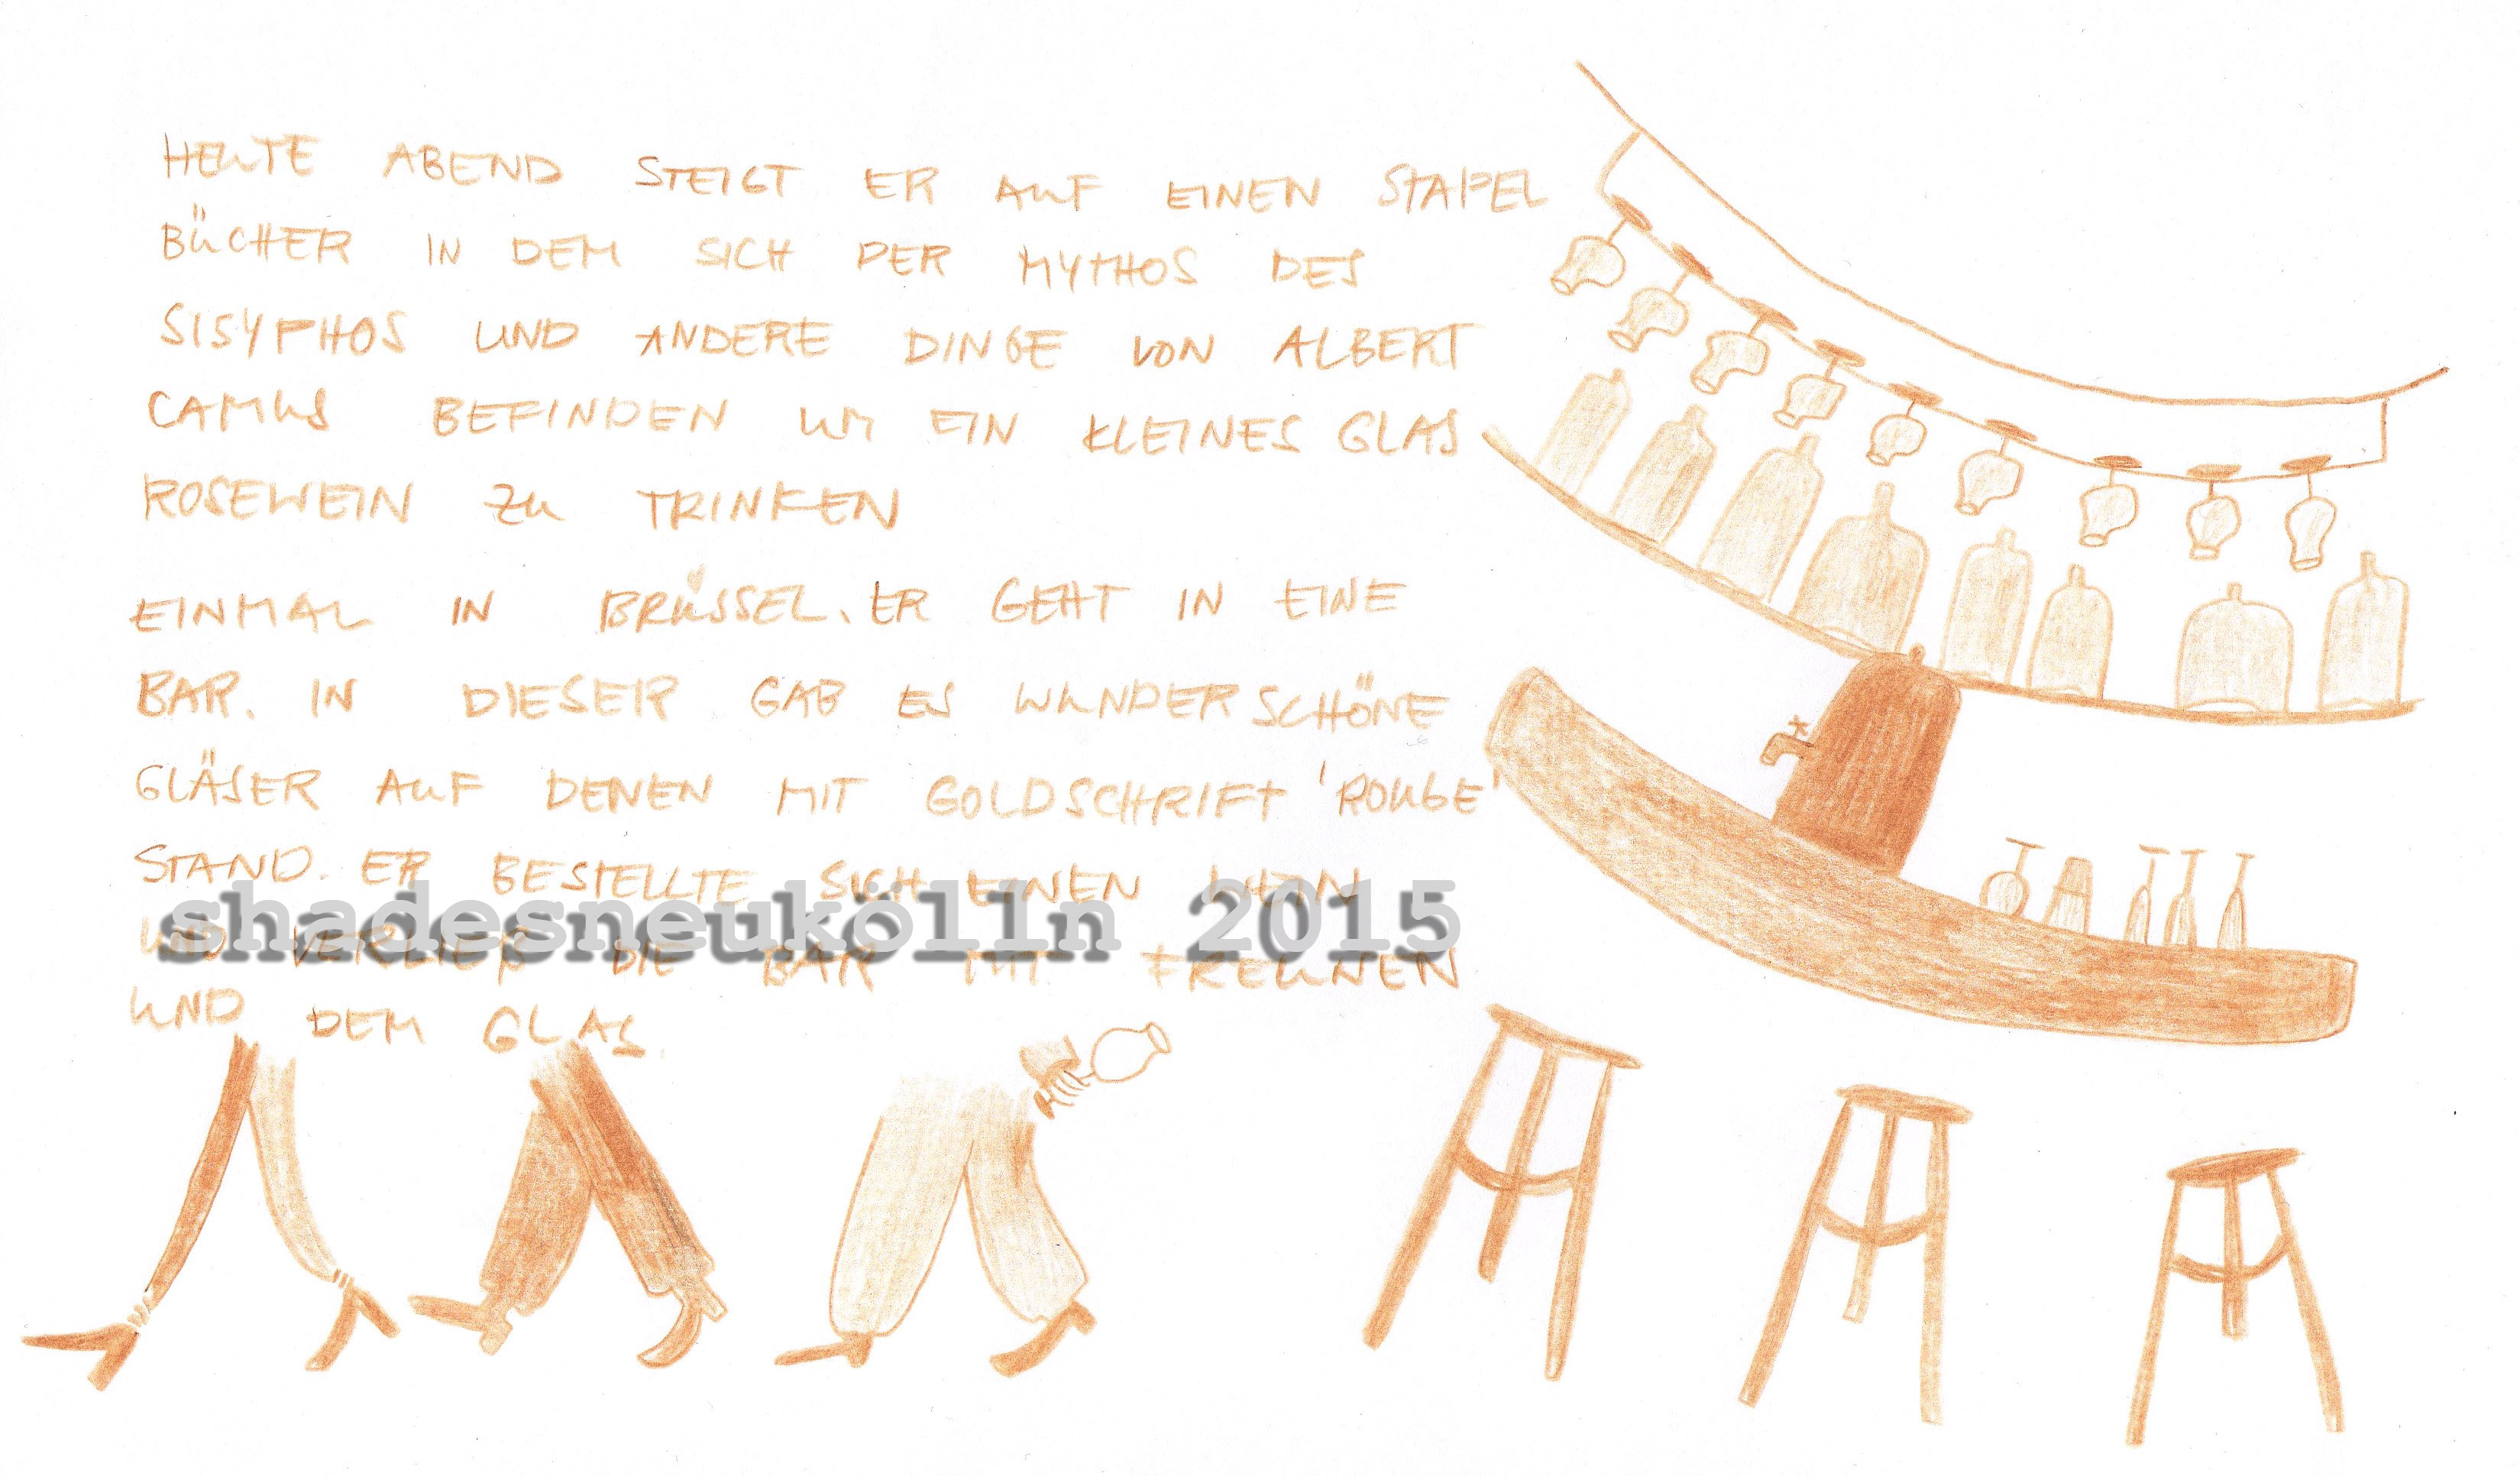 HEUTE ABEND STEIGT ER AUF EINEN STAPEL
BÜCHER IN DEM SICH DER MYTHOS DES
SISYPHOS UND ANDERE DINGE VON ALBERT
CAMUS BEFINDEN UM EIN KLEINES GLAS
ROSEWEIN ZU TRINKEN
EINMAL IN BRÜSSEL. ER GEHT IN EINE
BAR. IN DIESER GAB ES WUNDERSCHÖNE
GLÄSER AUF DENEN MIT GOLDSCHRIFT 'ROUGE'
STAND. ER BESTELLTE SICH EINEN WEIN
shadesneukölln 2015
UND VERLIEß DIE BAR MIT FREUNEN
UND DEM GLAS.